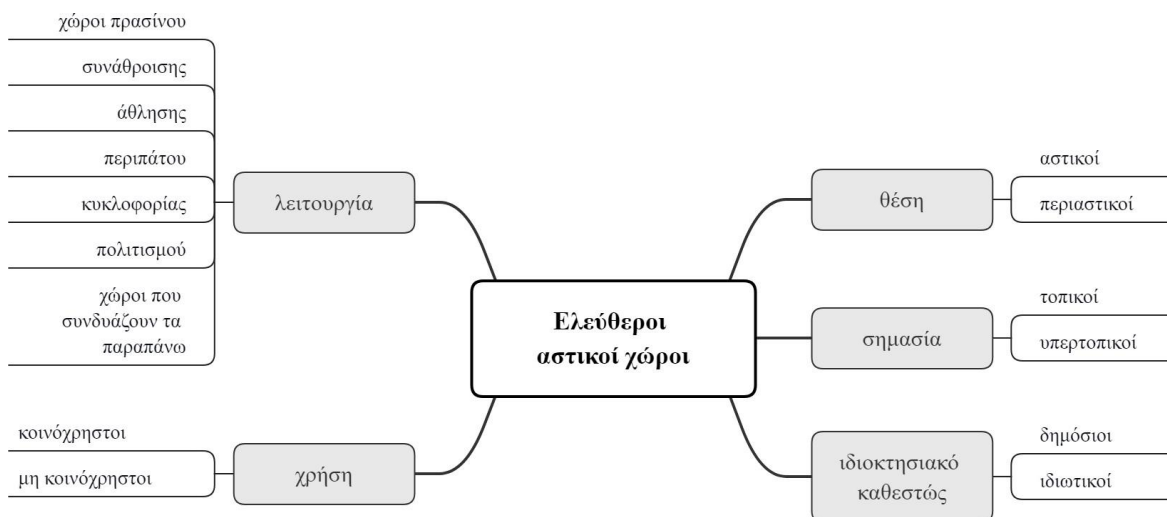 χώροι πρασίνου
συνάθροισης
άθλησης
περιπάτου
κυκλοφορίας
πολιτισμού
χώροι που
συνδυάζουν τα
παραπάνω
λειτουργία
κοινόχρηστοι
μη κοινόχρηστοι
χρήση
Ελεύθεροι
αστικοί χώροι
θέση
αστικοί
περιαστικοί
σημασία
τοπικοί
υπερτοπικοί
ιδιοκτησιακό
καθεστώς
δημόσιοι
ιδιωτικοί